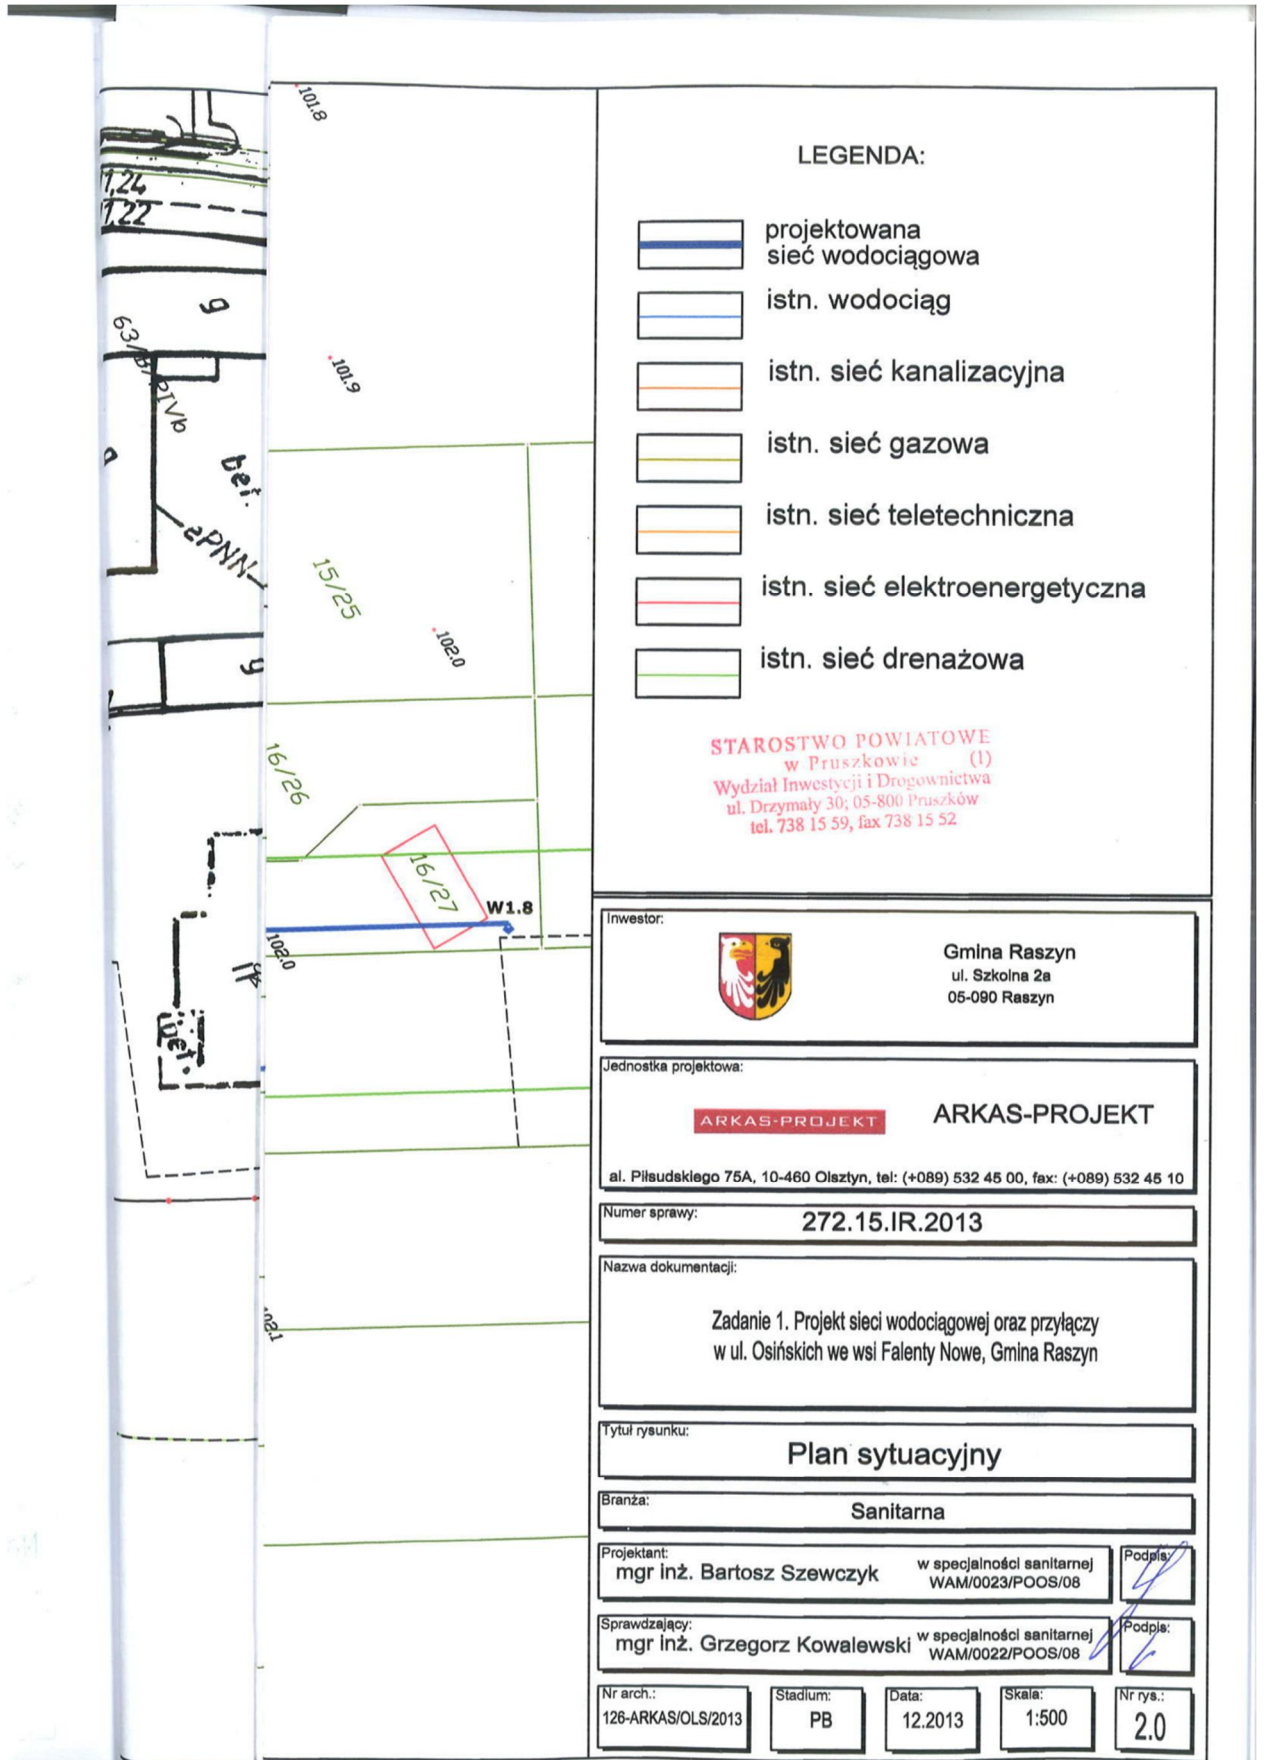 101.8
1,24
1,22
g
63/
PIVb
101.9
bet.
ePNN
15/25
102.0
g
16/26
16/27
W1.8
102.0
102.1
LEGENDA:
projektowana
sieć wodociągowa
istn. wodociąg
istn. sieć kanalizacyjna
istn. sieć gazowa
istn. sieć teletechniczna
istn. sieć elektroenergetyczna
istn. sieć drenażowa
STAROSTWO POWIATOWE
w Pruszkowie (1)
Wydział Inwestycji i Drogownictwa
ul. Drzymały 30; 05-800 Pruszków
tel. 738 15 59, fax 738 15 52
Inwestor:
Gmina Raszyn
ul. Szkolna 2a
05-090 Raszyn
Jednostka projektowa:
ARKAS-PROJEKT
ARKAS-PROJEKT
al. Piłsudskiego 75A, 10-460 Olsztyn, tel: (+089) 532 45 00, fax: (+089) 532 45 10
Numer sprawy:
272.15.IR.2013
Nazwa dokumentacji:
Zadanie 1. Projekt sieci wodociągowej oraz przyłączy
w ul. Osińskich we wsi Falenty Nowe, Gmina Raszyn
Tytuł rysunku:
Plan sytuacyjny
Branża:
Sanitarna
Projektant:
mgr inż. Bartosz Szewczyk
w specjalności sanitarnej
WAM/0023/POOS/08
Podpis:
Sprawdzający:
mgr inż. Grzegorz Kowalewski
w specjalności sanitarnej
WAM/0022/POOS/08
Podpis:
Nr arch.:
126-ARKAS/OLS/2013
Stadium:
PB
Data:
12.2013
Skala:
1:500
Nr rys.:
2.0